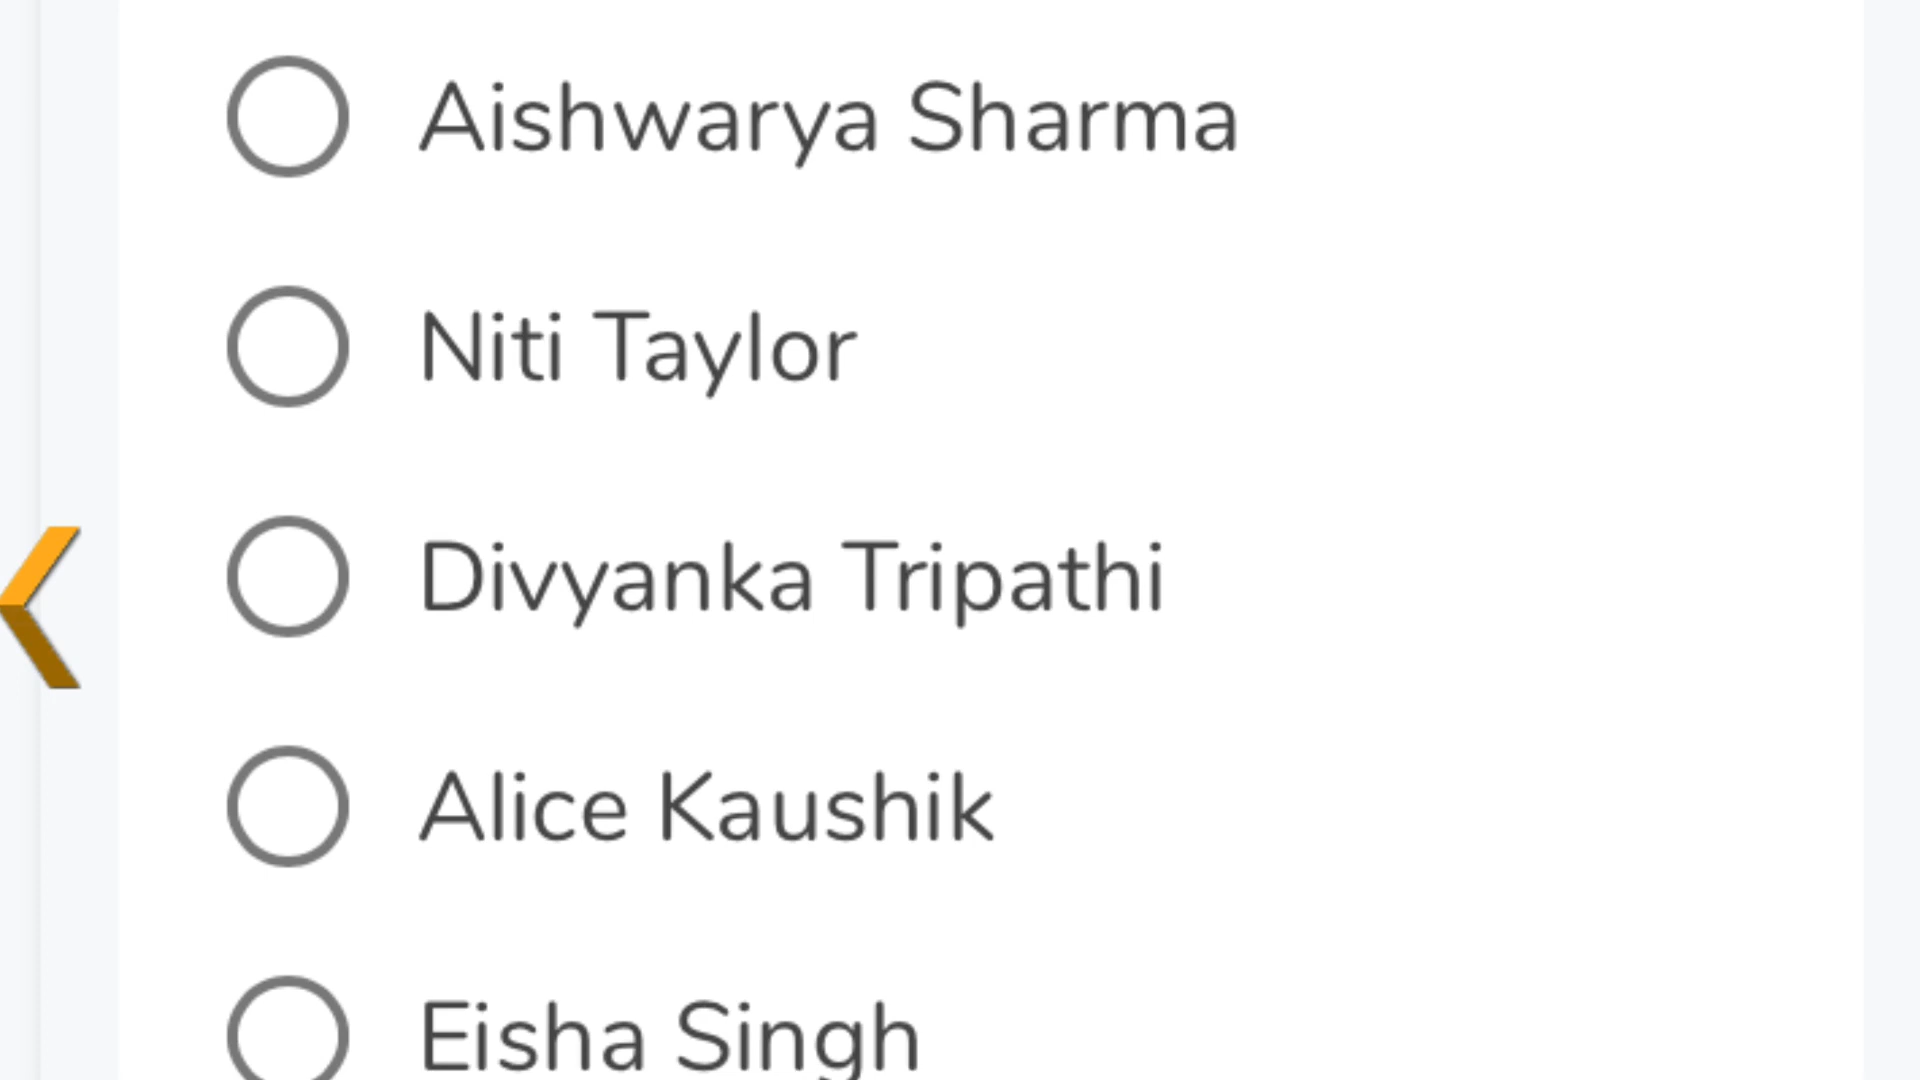 Aishwarya Sharma
Niti Taylor
Divyanka Tripathi
Alice Kaushik
Eisha Singh